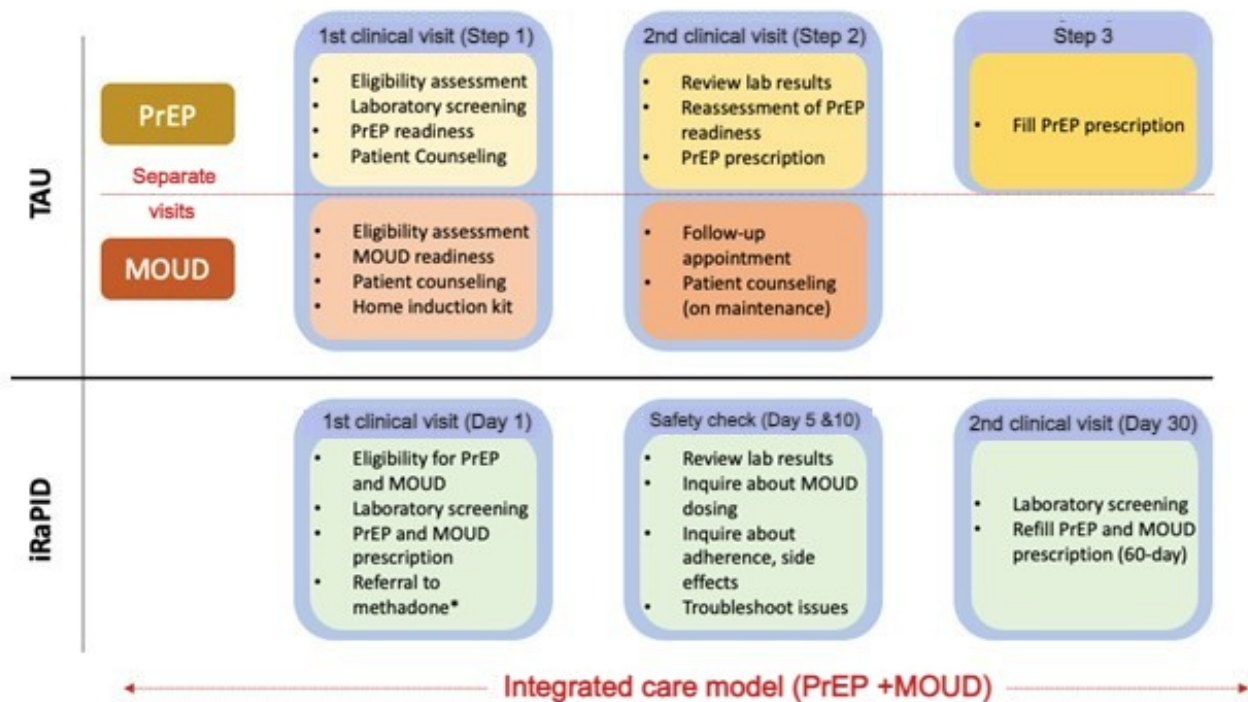 TAU
PrEP
Separate
visits
MOUD
1st clinical visit (Step 1)
• Eligibility assessment
• Laboratory screening
• PrEP readiness
• Patient Counseling
• Eligibility assessment
• MOUD readiness
• Patient counseling
• Home induction kit
2nd clinical visit (Step 2)
• Review lab results
• Reassessment of PrEP
readiness
• PrEP prescription
• Follow-up
appointment
• Patient counseling
(on maintenance)
Step 3
• Fill PrEP prescription
iRaPID
1st clinical visit (Day 1)
• Eligibility for PrEP
and MOUD
• Laboratory screening
• PrEP and MOUD
prescription
• Referral to
methadone*
Safety check (Day 5 &10)
• Review lab results
• Inquire about MOUD
dosing
• Inquire about
adherence, side
effects
• Troubleshoot issues
2nd clinical visit (Day 30)
• Laboratory screening
• Refill PrEP and MOUD
prescription (60-day)
Integrated care model (PrEP +MOUD)